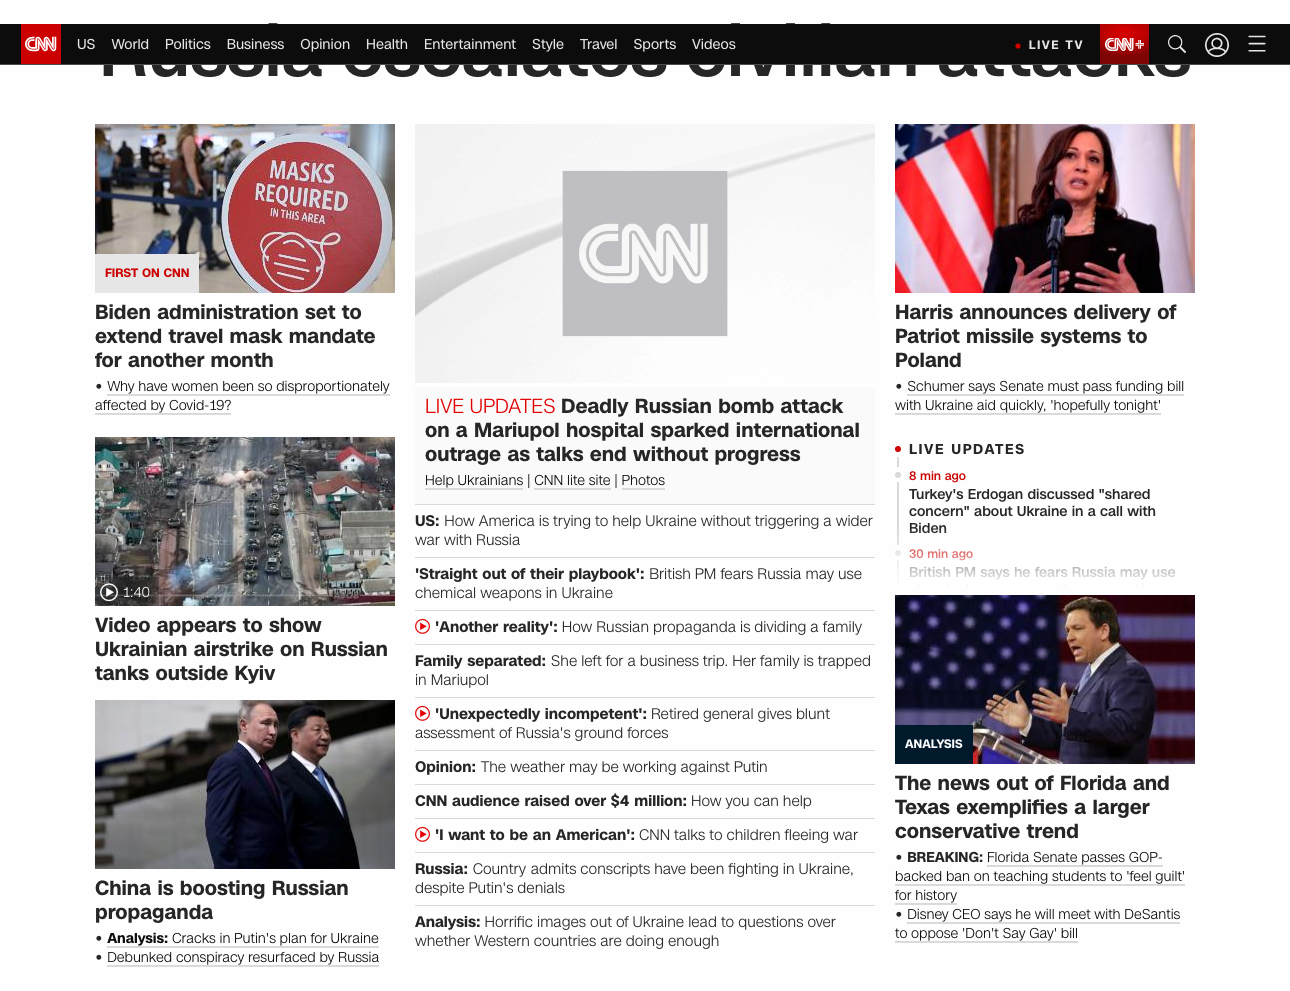 CNN US World Politics Business Opinion Health Entertainment Style Travel Sports Videos LIVE TV CNN+
Russia escalates civilian attacks
MASKS
REQUIRED
IN THIS AREA
FIRST ON CNN
Biden administration set to
extend travel mask mandate
for another month
• Why have women been so disproportionately
affected by Covid-19?
1:40
Video appears to show
Ukrainian airstrike on Russian
tanks outside Kyiv
China is boosting Russian
propaganda
• Analysis: Cracks in Putin's plan for Ukraine
• Debunked conspiracy resurfaced by Russia
CNN
LIVE UPDATES Deadly Russian bomb attack
on a Mariupol hospital sparked international
outrage as talks end without progress
Help Ukrainians | CNN lite site | Photos
US: How America is trying to help Ukraine without triggering a wider
war with Russia
'Straight out of their playbook': British PM fears Russia may use
chemical weapons in Ukraine
'Another reality': How Russian propaganda is dividing a family
Family separated: She left for a business trip. Her family is trapped
in Mariupol
'Unexpectedly incompetent': Retired general gives blunt
assessment of Russia's ground forces
Opinion: The weather may be working against Putin
CNN audience raised over $4 million: How you can help
'I want to be an American': CNN talks to children fleeing war
Russia: Country admits conscripts have been fighting in Ukraine,
despite Putin's denials
Analysis: Horrific images out of Ukraine lead to questions over
whether Western countries are doing enough
Harris announces delivery of
Patriot missile systems to
Poland
• Schumer says Senate must pass funding bill
with Ukraine aid quickly, 'hopefully tonight'
LIVE UPDATES
8 min ago
Turkey's Erdogan discussed "shared
concern" about Ukraine in a call with
Biden
30 min ago
British PM says he fears Russia may use
ANALYSIS
The news out of Florida and
Texas exemplifies a larger
conservative trend
• BREAKING: Florida Senate passes GOP-
backed ban on teaching students to 'feel guilt'
for history
• Disney CEO says he will meet with DeSantis
to oppose 'Don't Say Gay' bill